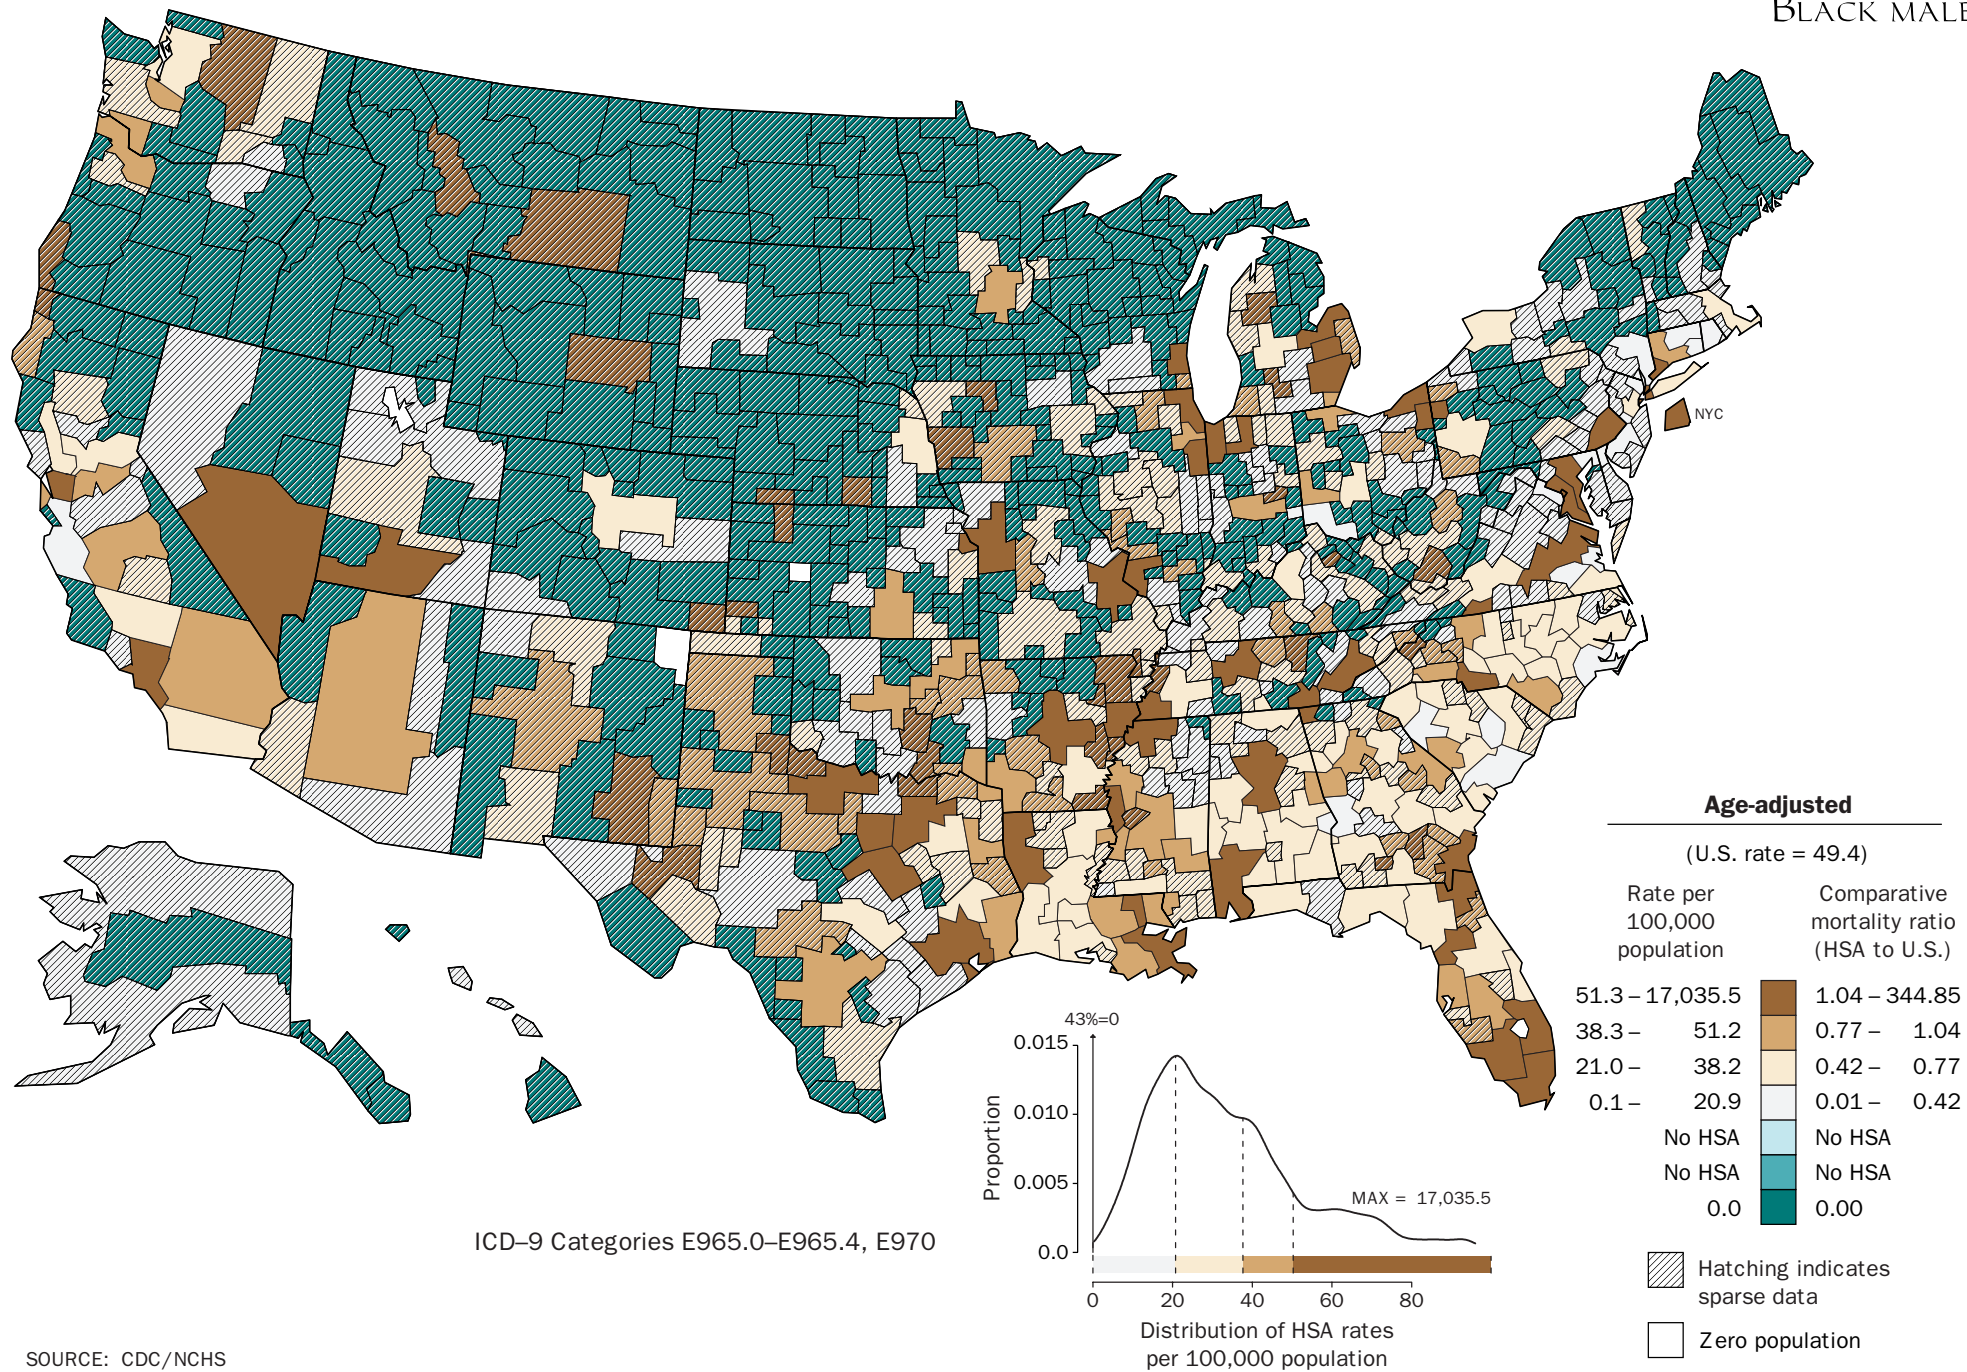 BLACK MALE
NYC
Age-adjusted
(U.S. rate = 49.4)
Rate per 100,000 population
Comparative mortality ratio (HSA to U.S.)
51.3 – 17,035.5 1.04 – 344.85
38.3 – 51.2 0.77 – 1.04
21.0 – 38.2 0.42 – 0.77
0.1 – 20.9 0.01 – 0.42
No HSA No HSA
No HSA No HSA
0.0 0.00
Hatching indicates
sparse data
Zero population
43%=0
0.015
0.010
0.005
0.0
Proportion
MAX = 17,035.5
0 20 40 60 80
Distribution of HSA rates
per 100,000 population
ICD–9 Categories E965.0–E965.4, E970
SOURCE: CDC/NCHS